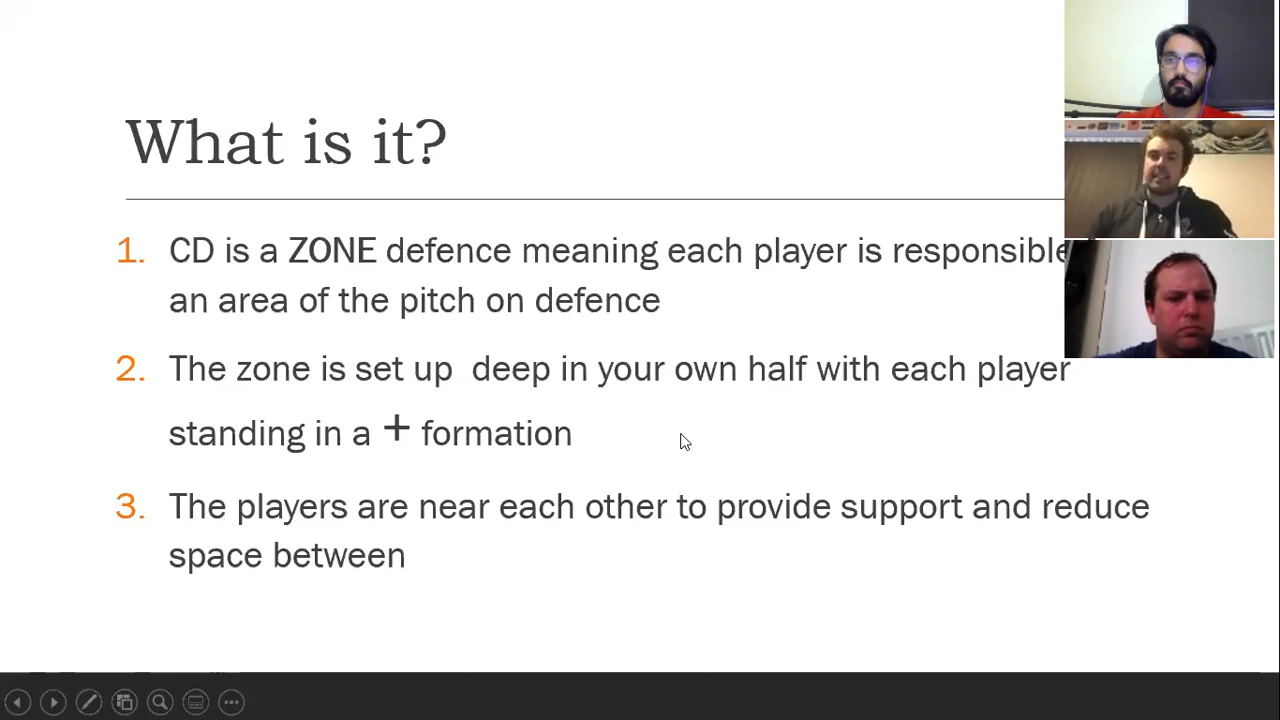 What is it?
1. CD is a ZONE defence meaning each player is responsible
an area of the pitch on defence
2. The zone is set up  deep in your own half with each player
standing in a + formation
3. The players are near each other to provide support and reduce
space between